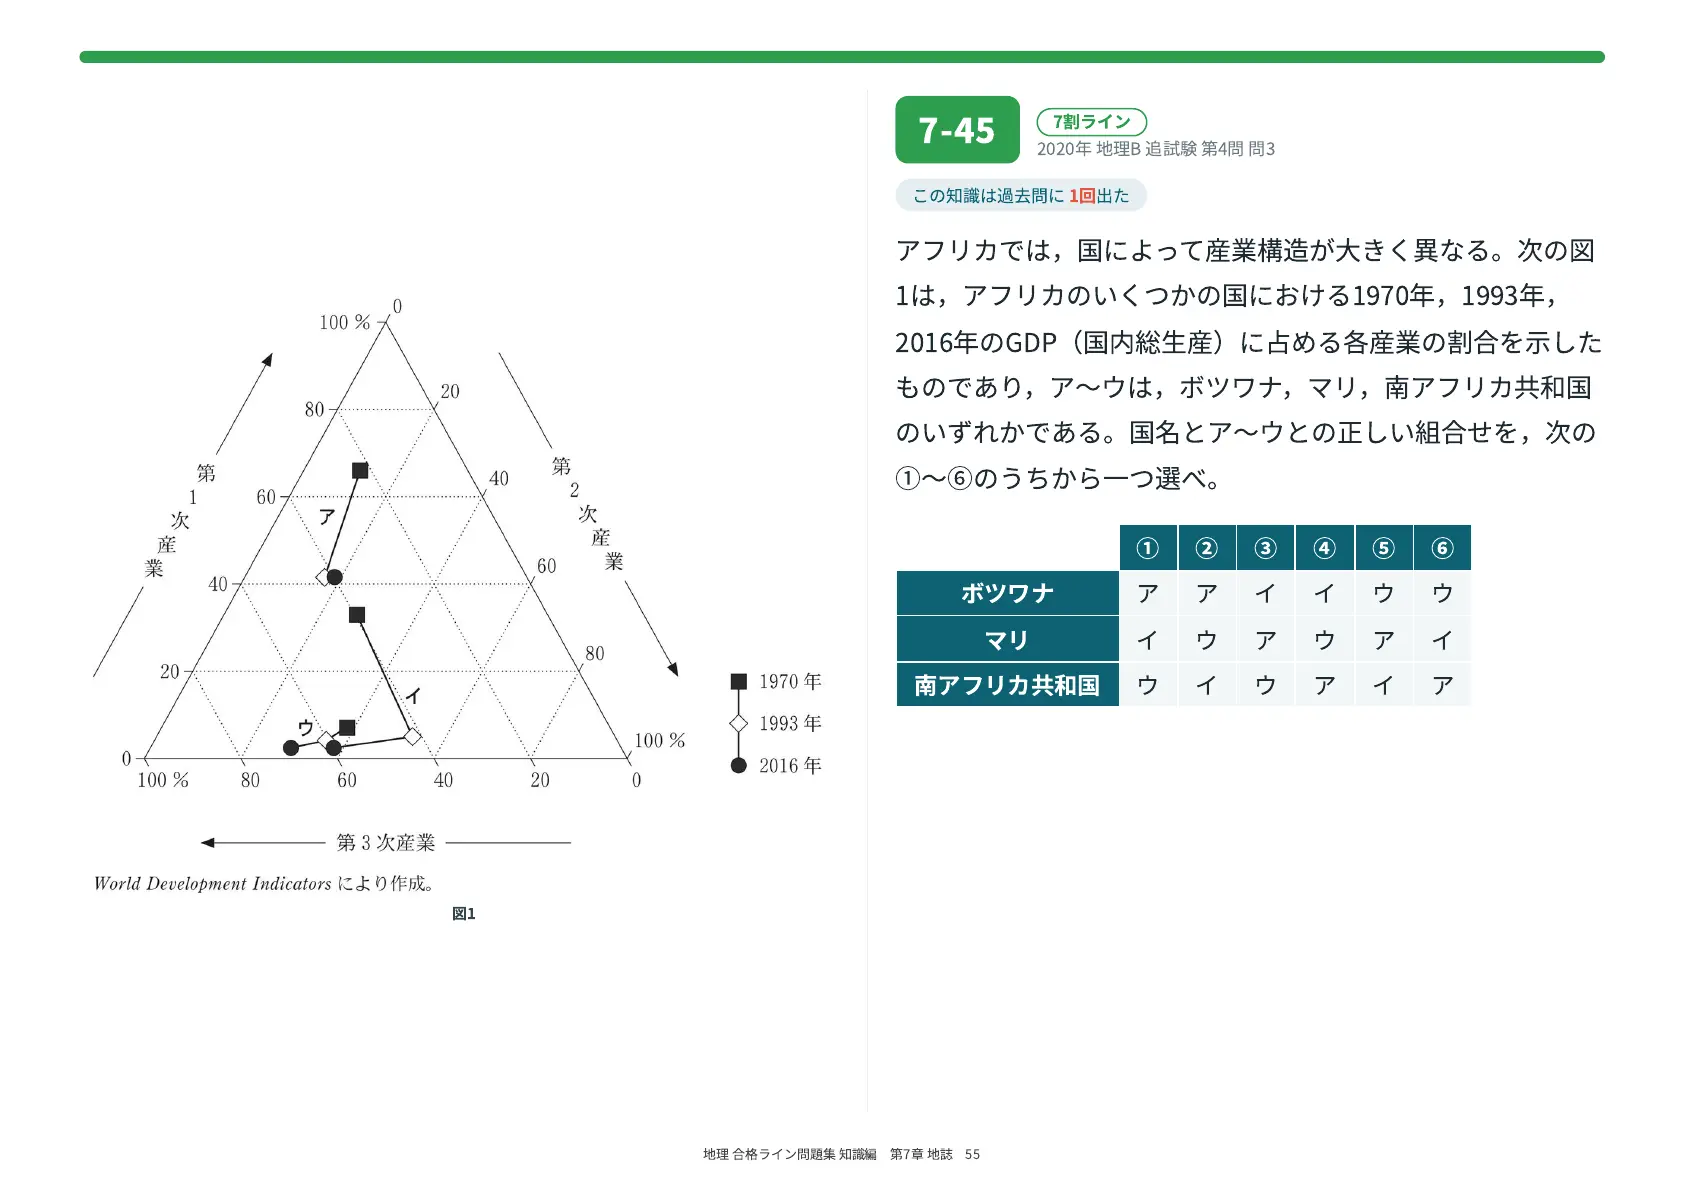 7-45
7割ライン
2020年 地理B 追試験 第4問 問3
この知識は過去問に 1回出た
アフリカでは，国によって産業構造が大きく異なる。次の図
1は，アフリカのいくつかの国における1970年，1993年，
2016年のGDP（国内総生産）に占める各産業の割合を示した
ものであり，ア～ウは，ボツワナ，マリ，南アフリカ共和国
のいずれかである。国名とア～ウとの正しい組合せを，次の
①～⑥のうちから一つ選べ。
① ② ③ ④ ⑤ ⑥
ボツワナ ア ア イ イ ウ ウ
マリ イ ウ ア ウ ア イ
南アフリカ共和国 ウ イ ウ ア イ ア
100 % 0
80 20
60 40
40 60
20 80
0 100 %
100 % 80 60 40 20 0
第1次産業
第2次産業
第 3 次産業
ア
イ
ウ
1970 年
1993 年
2016 年
World Development Indicators により作成。
図1
地理 合格ライン問題集 知識編 第7章 地誌 55